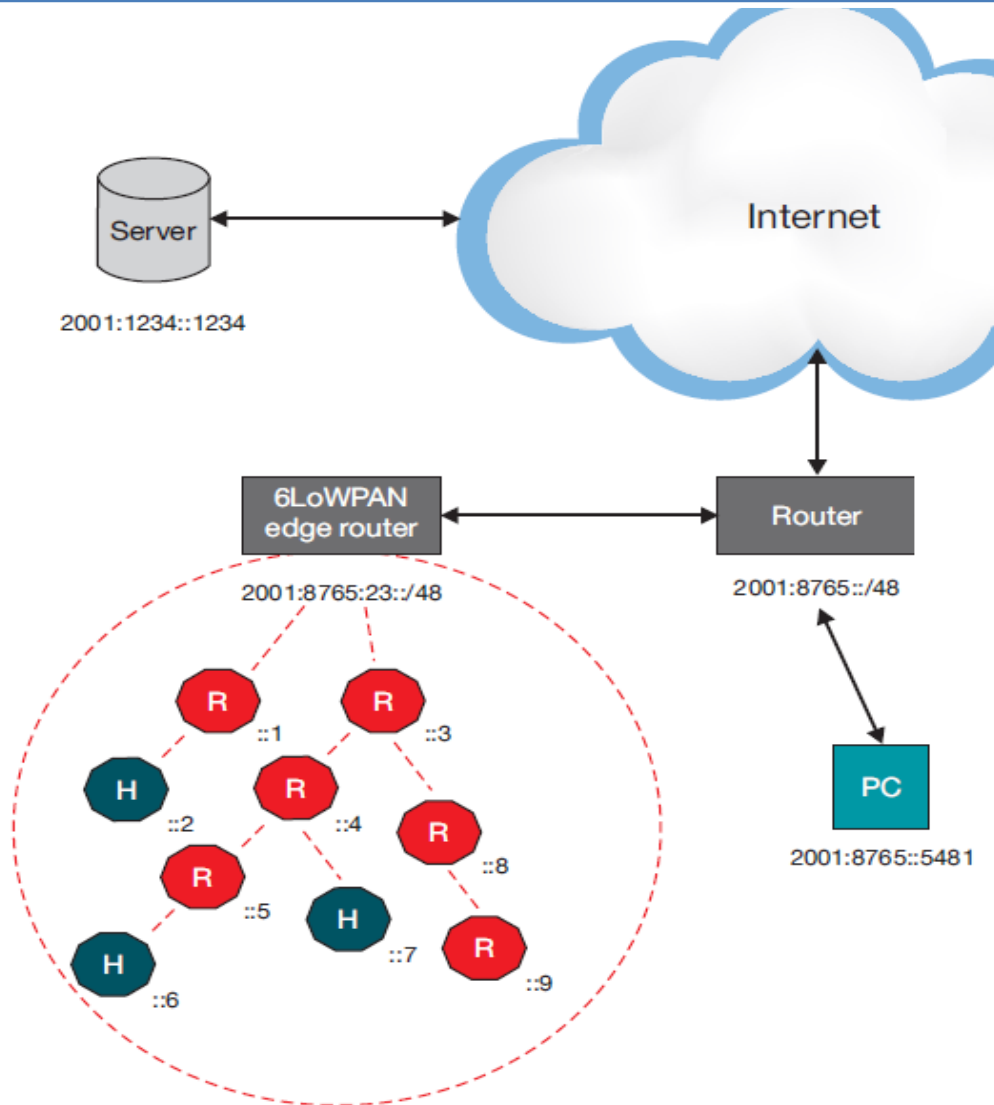 Internet
Server
2001:1234::1234
6LoWPAN
edge router
Router
2001:8765:23::/48
2001:8765::/48
R
::1
R
::3
H
::2
R
::4
R
::8
PC
2001:8765::5481
R
::5
H
::7
R
::9
H
::6